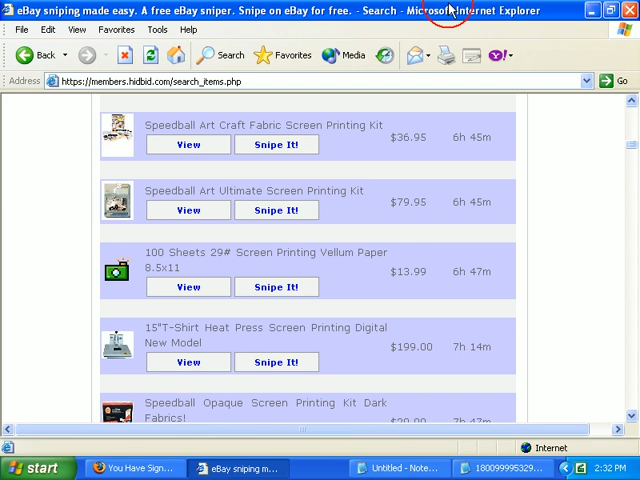 eBay sniping made easy. A free eBay sniper. Snipe on eBay for free. - Search - Microsoft Internet Explorer
File Edit View Favorites Tools Help
Back Search Favorites Media
Address https://members.hidbid.com/search_items.php Go
Speedball Art Craft Fabric Screen Printing Kit
View Snipe It! $36.95 6h 45m
Speedball Art Ultimate Screen Printing Kit
View Snipe It! $79.95 6h 45m
100 Sheets 29# Screen Printing Vellum Paper
8.5x11
View Snipe It! $13.99 6h 47m
15"T-Shirt Heat Press Screen Printing Digital
New Model
View Snipe It! $199.00 7h 14m
Speedball Opaque Screen Printing Kit Dark
Fabrics!
Internet
start You Have Sign... eBay sniping m... Untitled - Note... 180099995329... 2:32 PM